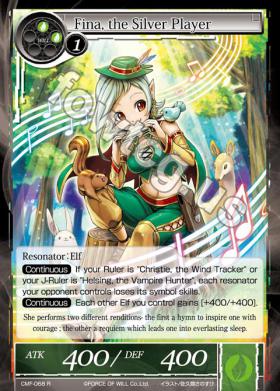 Fina, the Silver Player
WILL
1
Resonator : Elf
Continuous If your Ruler is "Christie, the Wind Tracker" or
your J-Ruler is "Helsing, the Vampire Hunter", each resonator
your opponent controls loses its symbol skills.
Continuous Each other Elf you control gains [+400/+400].
She performs two different renditions- the first a hymn to inspire one with
courage; the other a requiem which leads one into everlasting sleep.
ATK 400/ DEF 400
CMF-068 R ©FORCE OF WILL Co.,Ltd.